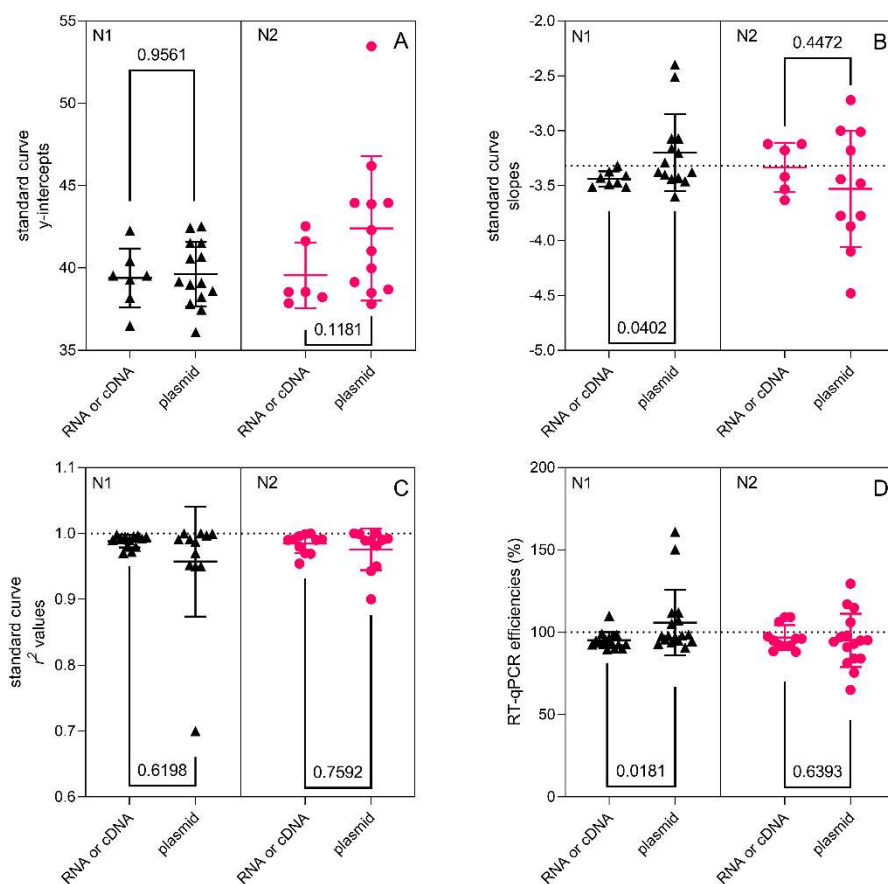 55
50
45
40
35
standard curve
y-intercepts
N1
N2
A
0.9561
0.1181
RNA or cDNA
plasmid
RNA or cDNA
plasmid
-2.0
-2.5
-3.0
-3.5
-4.0
-4.5
-5.0
standard curve
slopes
N1
N2
B
0.4472
0.0402
RNA or cDNA
plasmid
RNA or cDNA
plasmid
1.1
1.0
0.9
0.8
0.7
0.6
standard curve
r² values
N1
N2
C
0.6198
0.7592
RNA or cDNA
plasmid
RNA or cDNA
plasmid
200
150
100
50
0
RT-qPCR efficiencies (%)
N1
N2
D
0.0181
0.6393
RNA or cDNA
plasmid
RNA or cDNA
plasmid